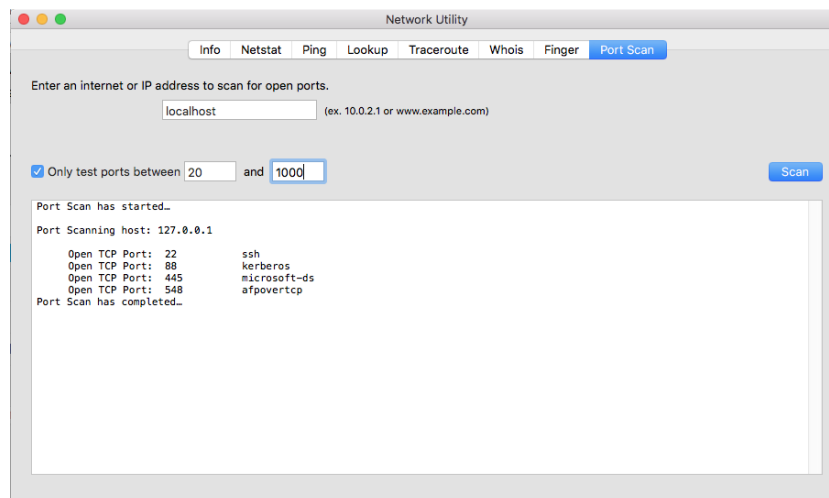 Network Utility
Info Netstat Ping Lookup Traceroute Whois Finger Port Scan
Enter an internet or IP address to scan for open ports.
localhost (ex. 10.0.2.1 or www.example.com)
Only test ports between 20 and 1000 Scan
Port Scan has started…
Port Scanning host: 127.0.0.1
Open TCP Port: 22 ssh
Open TCP Port: 88 kerberos
Open TCP Port: 445 microsoft-ds
Open TCP Port: 548 afpovertcp
Port Scan has completed…